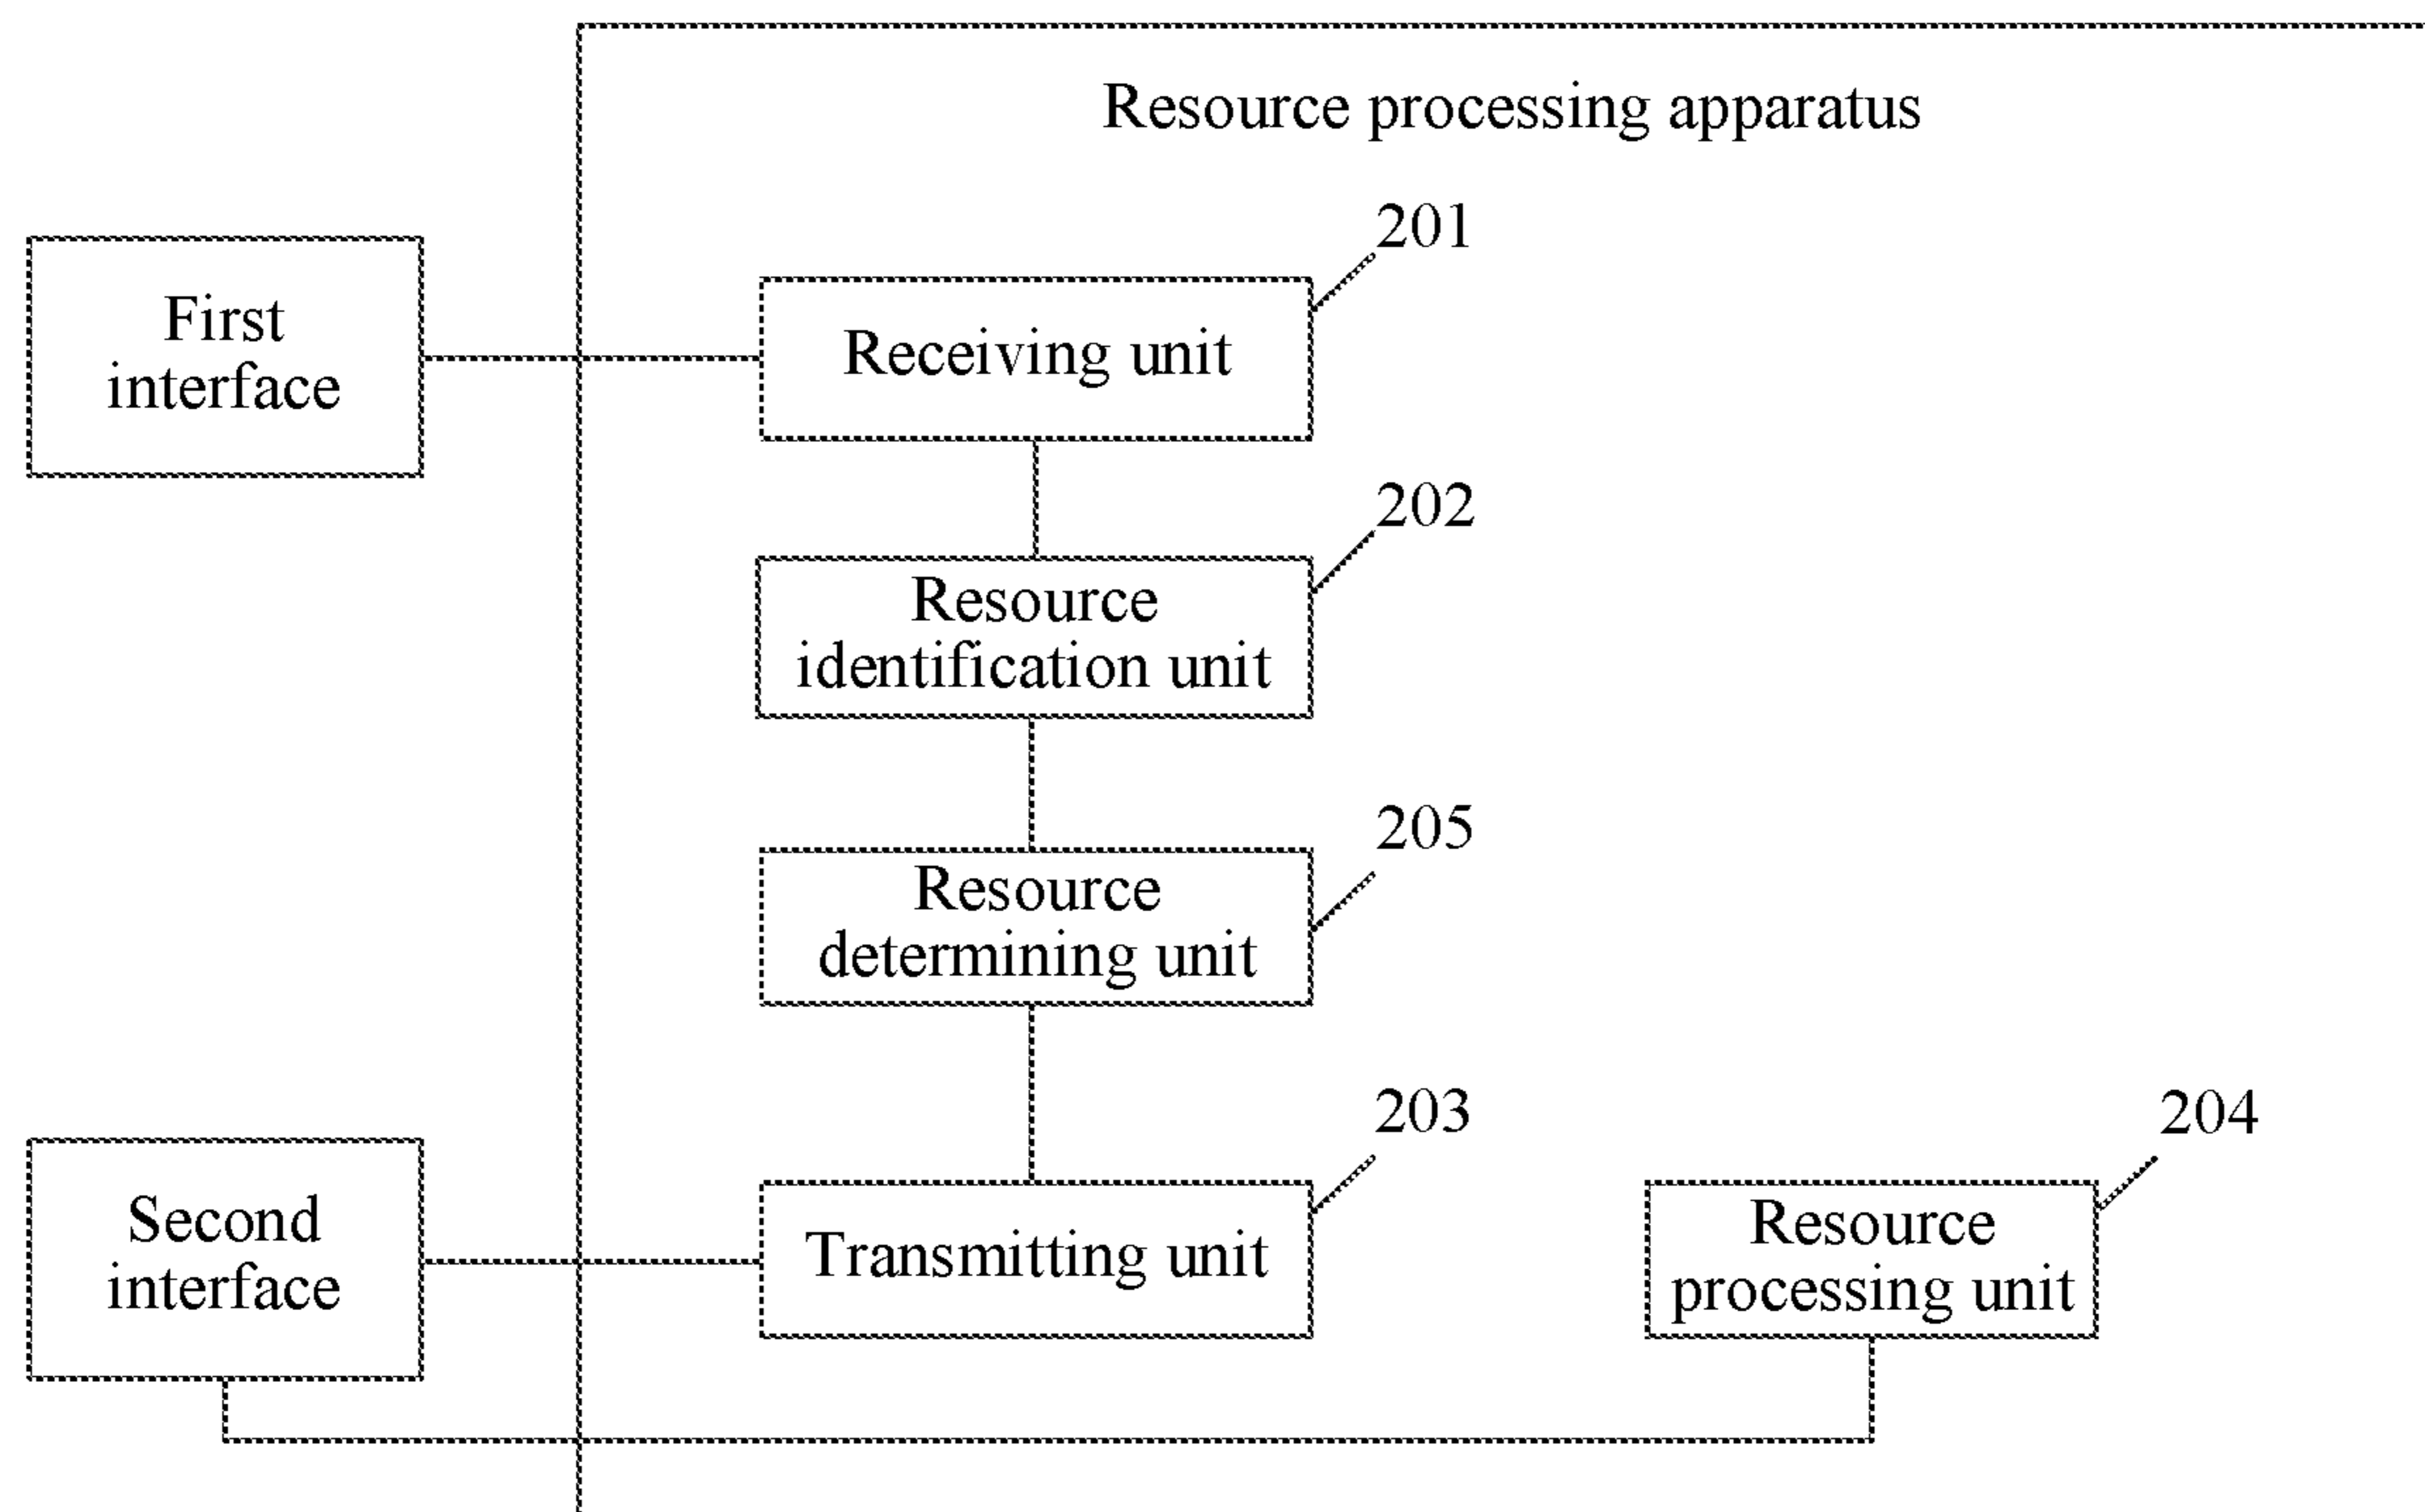 Resource processing apparatus
201
First
interface
Receiving unit
202
Resource
identification unit
205
Resource
determining unit
203
204
Second
interface
Transmitting unit
Resource
processing unit